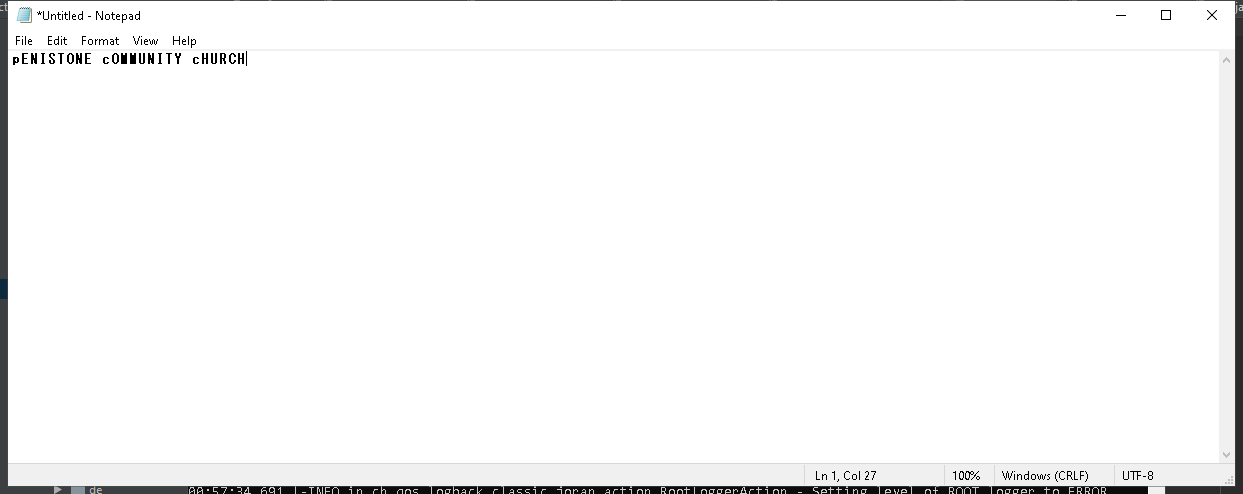 *Untitled - Notepad
File Edit Format View Help
pENISTONE cOMMUNITY cHURCH
Ln 1, Col 27 100% Windows (CRLF) UTF-8
de 00:57:34,691 |-INFO in ch.qos.logback.classic.joran.action.RootLoggerAction - Setting level of ROOT logger to ERROR